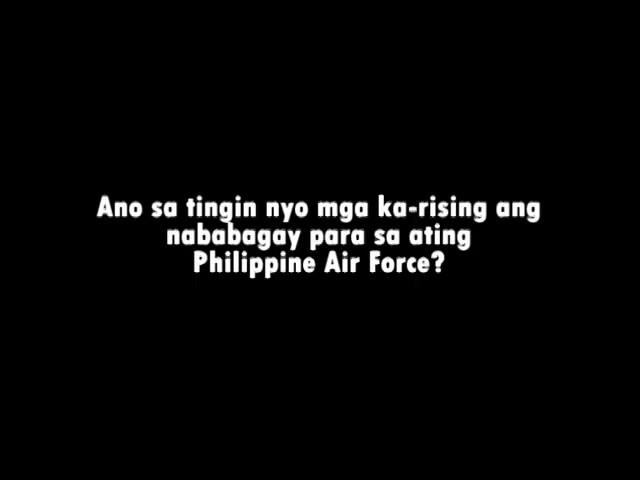 Ano sa tingin nyo mga ka-rising ang
nababagay para sa ating
Philippine Air Force?